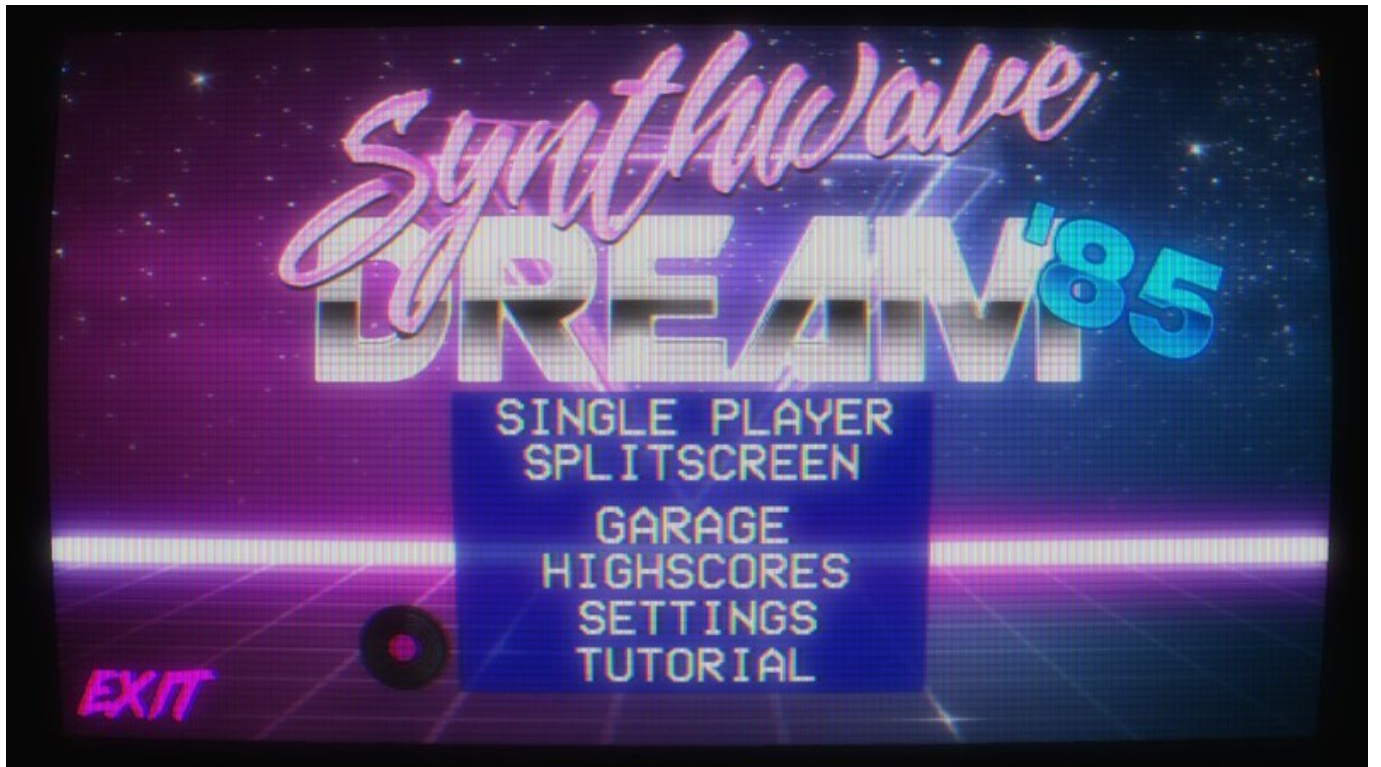 Synthwave
DREAM '85
SINGLE PLAYER
SPLITSCREEN
GARAGE
HIGHSCORES
SETTINGS
TUTORIAL
EXIT